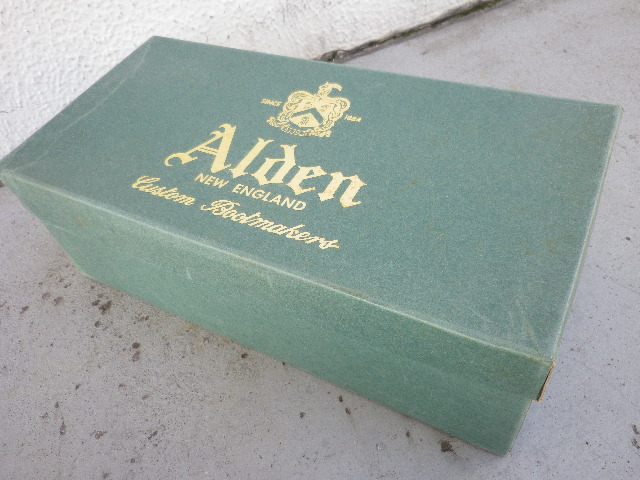 SINCE 1884
Alden
NEW ENGLAND
Custom Bootmakers